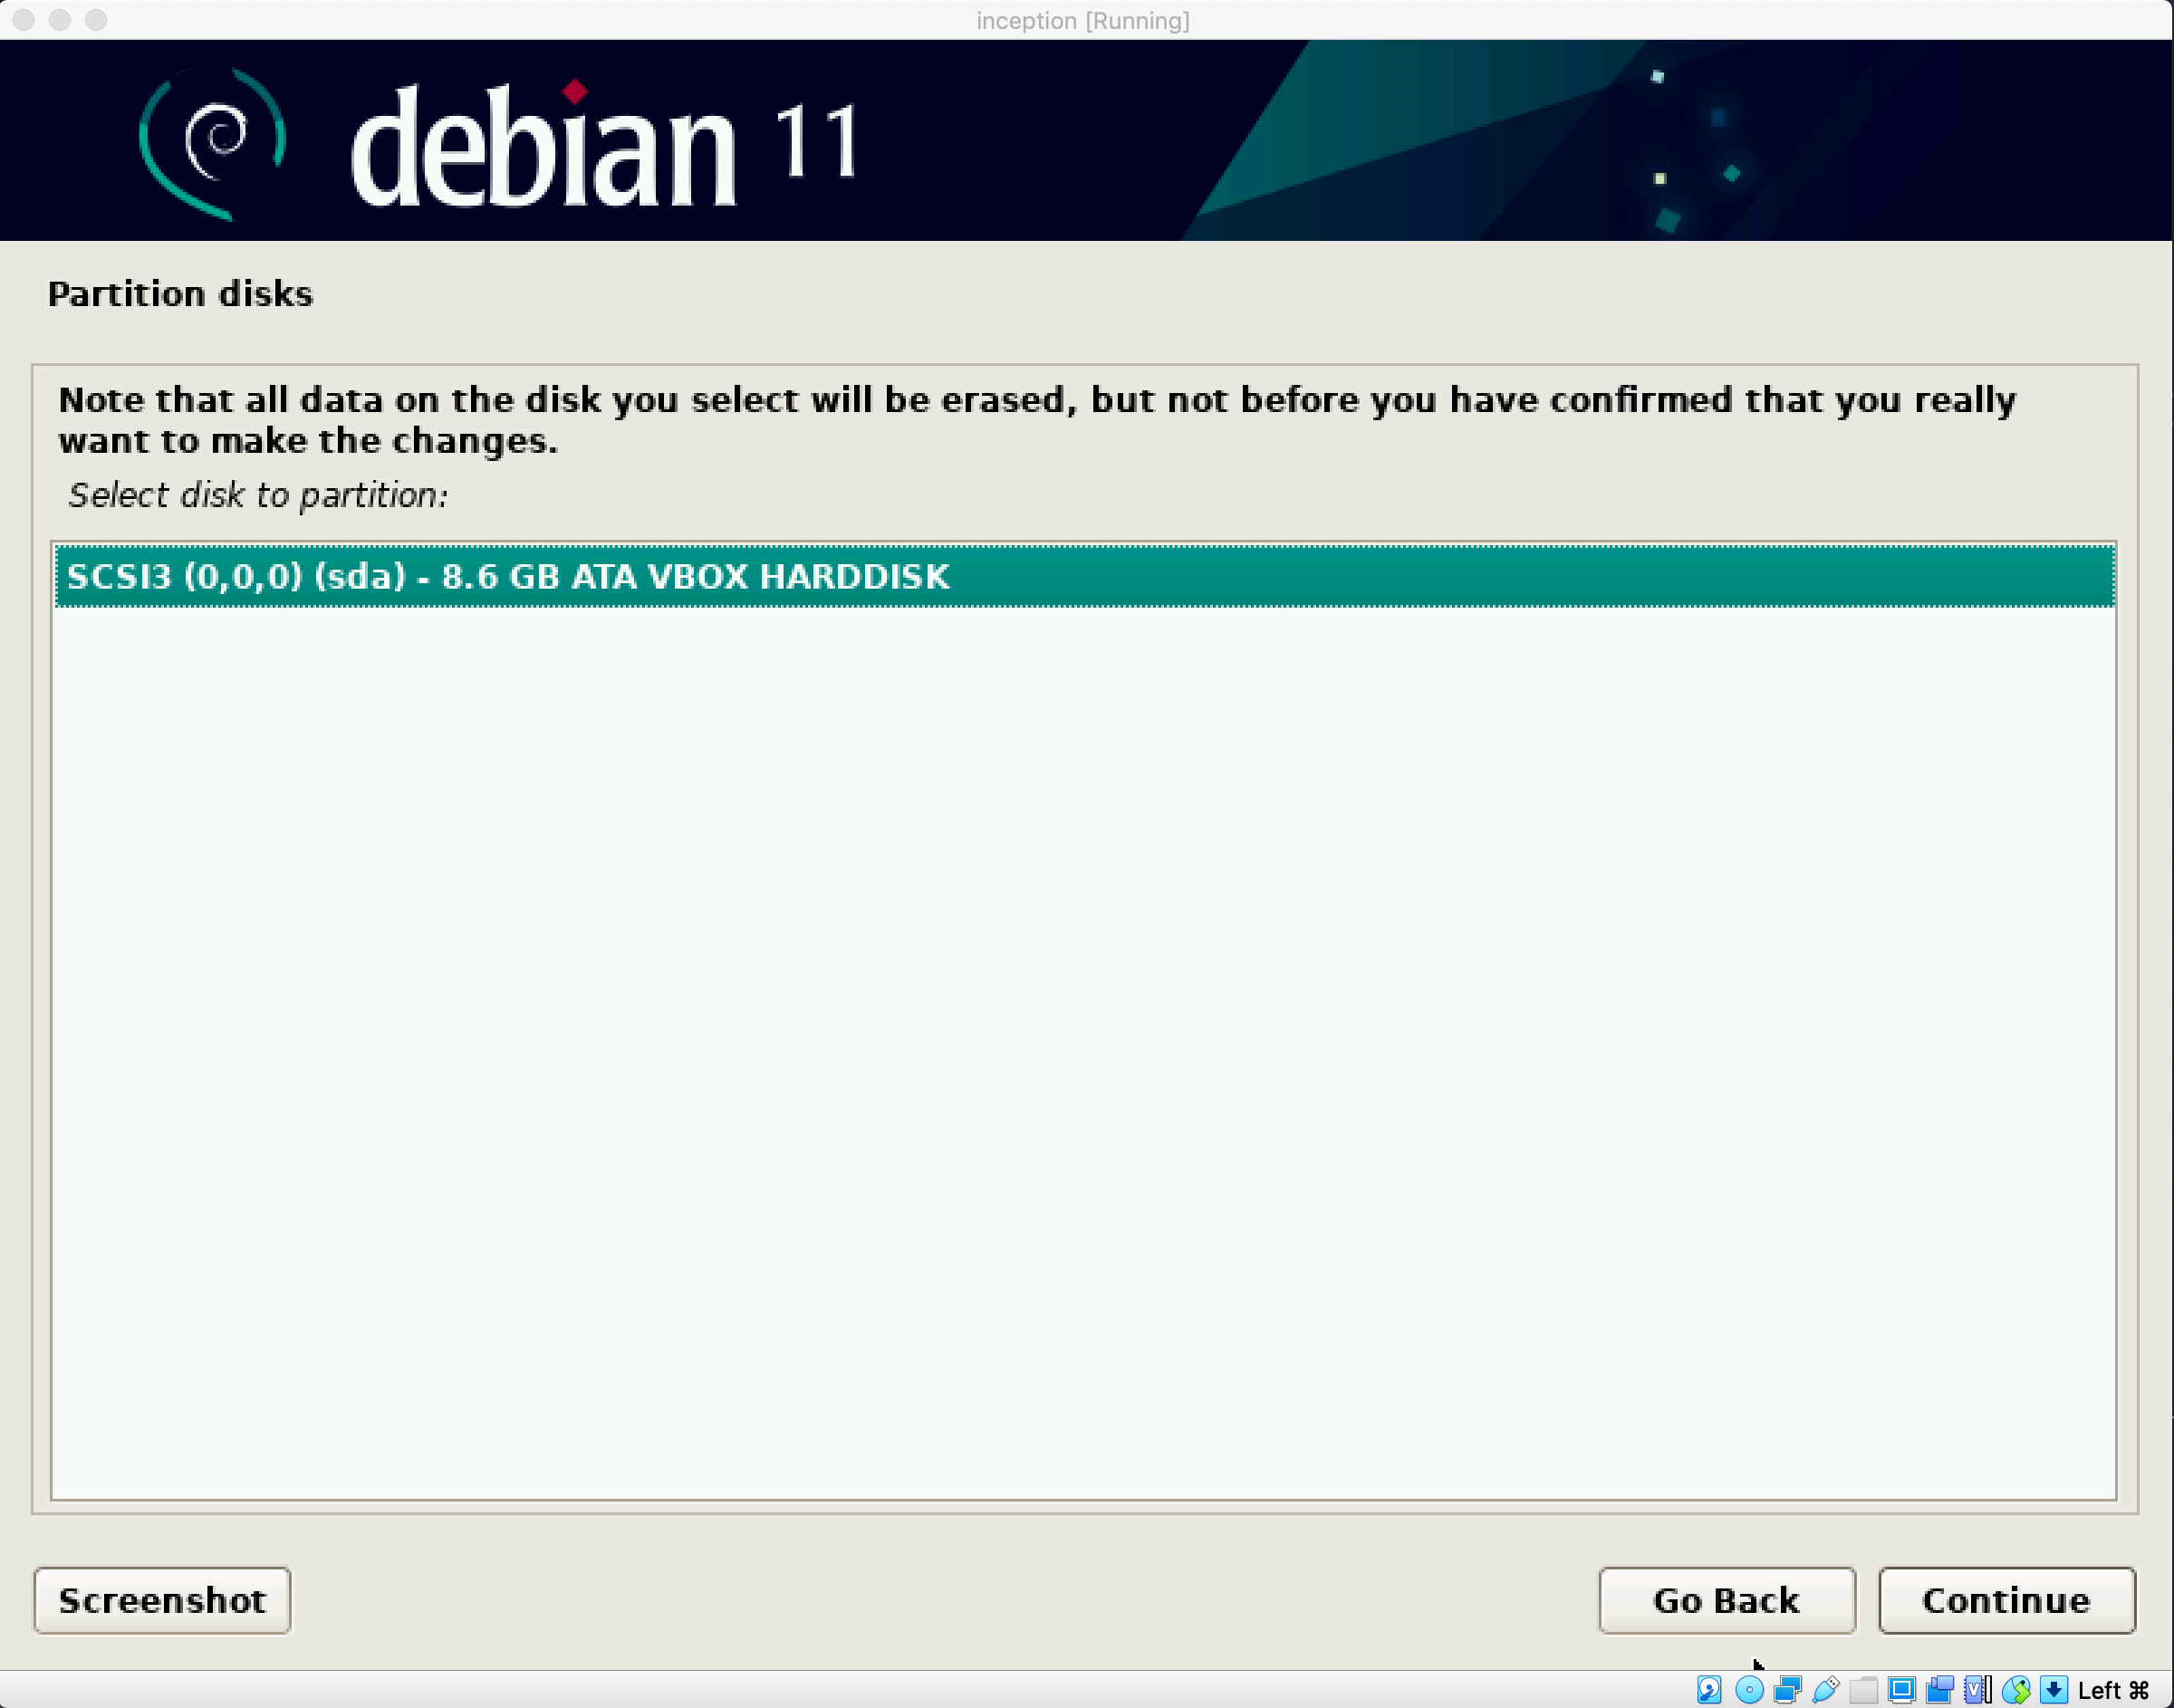 inception [Running]
debian 11
Partition disks
Note that all data on the disk you select will be erased, but not before you have confirmed that you really
want to make the changes.
Select disk to partition:
SCSI3 (0,0,0) (sda) - 8.6 GB ATA VBOX HARDDISK
Screenshot
Go Back
Continue
Left ⌘